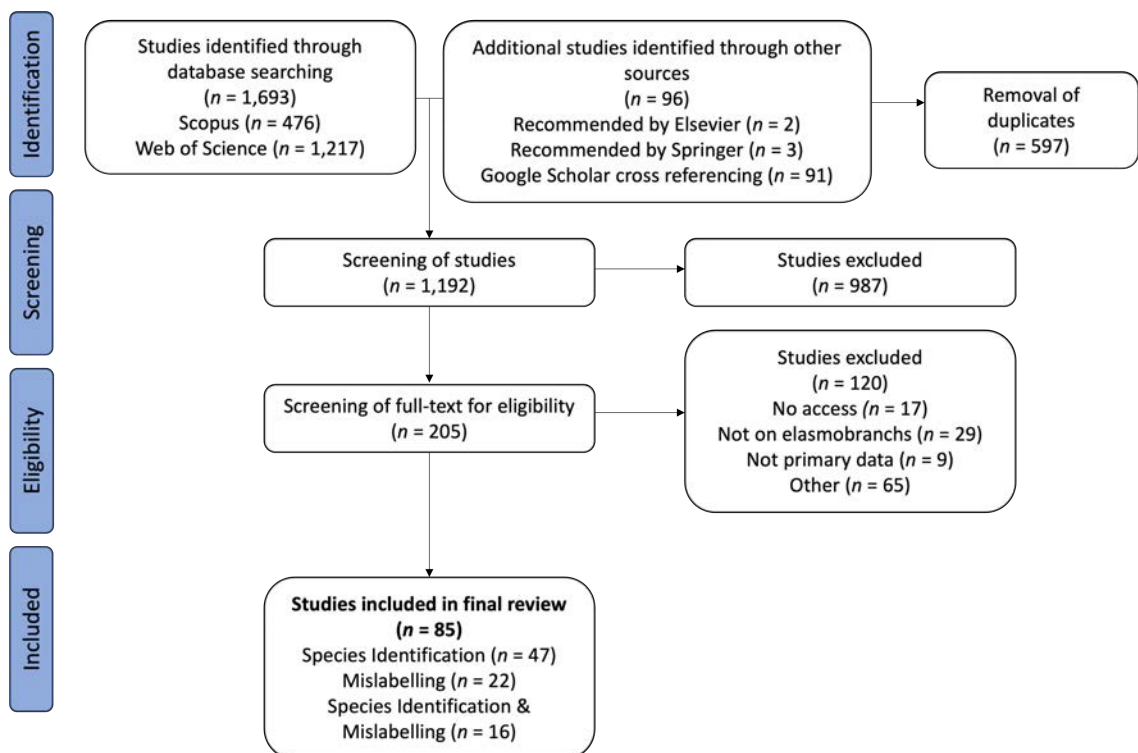 Identification
Studies identified through
database searching
(n = 1,693)
Scopus (n = 476)
Web of Science (n = 1,217)
Additional studies identified through other
sources
(n = 96)
Recommended by Elsevier (n = 2)
Recommended by Springer (n = 3)
Google Scholar cross referencing (n = 91)
Removal of
duplicates
(n = 597)
Screening
Screening of studies
(n = 1,192)
Studies excluded
(n = 987)
Eligibility
Screening of full-text for eligibility
(n = 205)
Studies excluded
(n = 120)
No access (n = 17)
Not on elasmobranchs (n = 29)
Not primary data (n = 9)
Other (n = 65)
Included
Studies included in final review
(n = 85)
Species Identification (n = 47)
Mislabelling (n = 22)
Species Identification &
Mislabelling (n = 16)